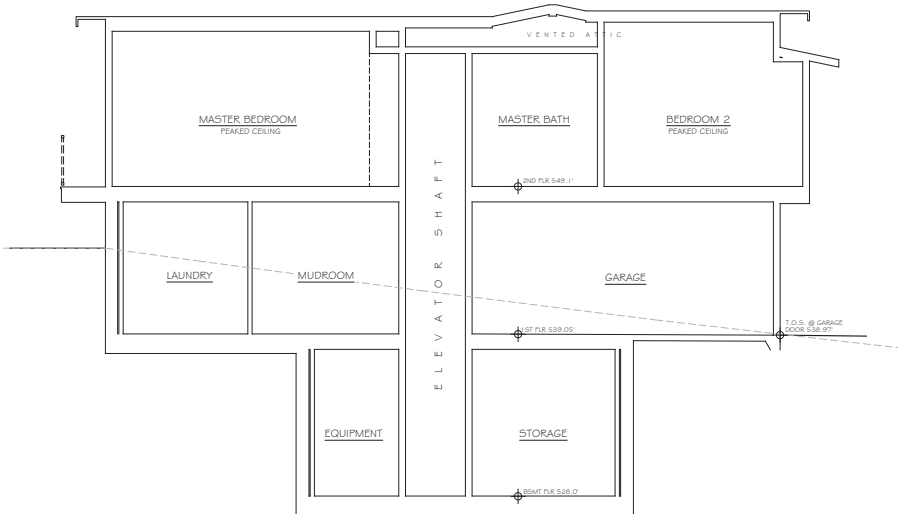 VENTED ATTIC
MASTER BEDROOM
PEAKED CEILING
MASTER BATH
BEDROOM 2
PEAKED CEILING
2ND FLR 549.1'
ELEVATOR SHAFT
LAUNDRY
MUDROOM
GARAGE
T.O.S. @ GARAGE
DOOR 538.97'
1ST FLR 539.05'
EQUIPMENT
STORAGE
BSMT FLR 528.0'